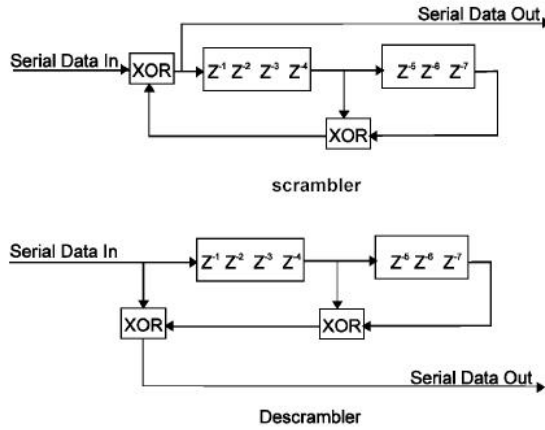 Serial Data Out
Serial Data In
XOR
Z-1 Z-2 Z-3 Z-4
Z-5 Z-6 Z-7
XOR
scrambler
Serial Data In
Z-1 Z-2 Z-3 Z-4
Z-5 Z-6 Z-7
XOR
XOR
Serial Data Out
Descrambler